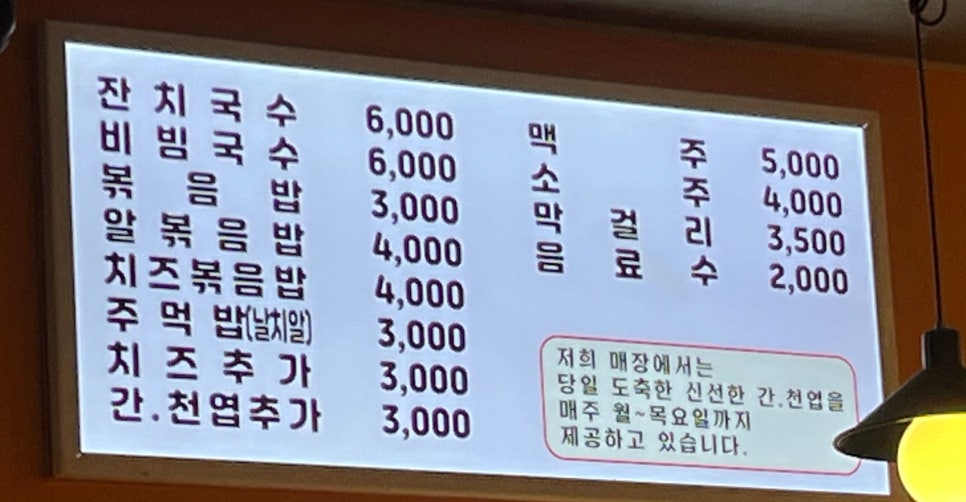 잔치국수 6,000
비빔국수 6,000
볶음밥 3,000
알볶음밥 4,000
치즈볶음밥 4,000
주먹밥(날치알) 3,000
치즈추가 3,000
간.천엽추가 3,000
맥주 5,000
소주 4,000
막걸리 3,500
음료수 2,000
저희 매장에서는
당일 도축한 신선한 간.천엽을
매주 월~목요일까지
제공하고 있습니다.